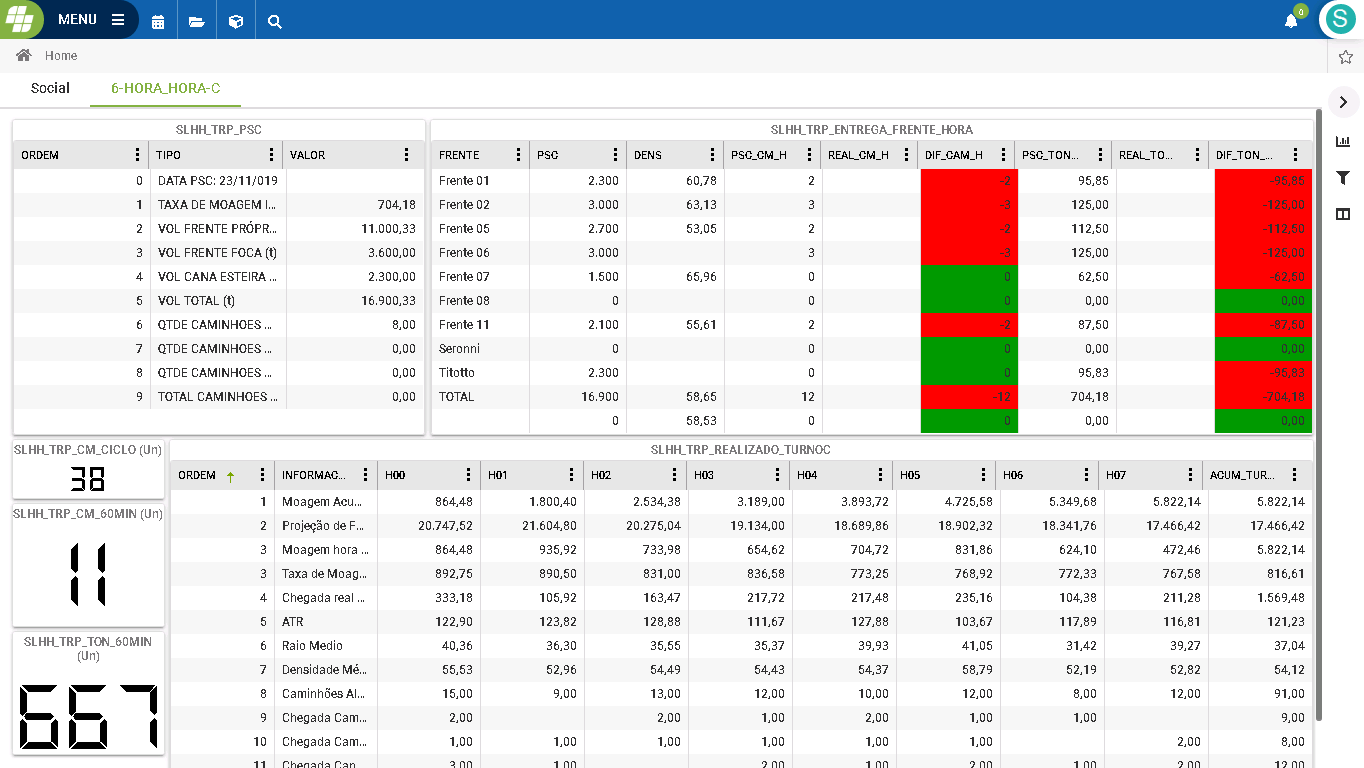 MENU
0
S
Home
Social 6-HORA_HORA-C
SLHH_TRP_PSC
ORDEM TIPO VALOR
0 DATA PSC: 23/11/019
1 TAXA DE MOAGEM I... 704,18
2 VOL FRENTE PRÓPR... 11.000,33
3 VOL FRENTE FOCA (t) 3.600,00
4 VOL CANA ESTEIRA ... 2.300,00
5 VOL TOTAL (t) 16.900,33
6 QTDE CAMINHOES ... 8,00
7 QTDE CAMINHOES ... 0,00
8 QTDE CAMINHOES ... 0,00
9 TOTAL CAMINHOES ... 0,00
SLHH_TRP_ENTREGA_FRENTE_HORA
FRENTE PSC DENS PSC_CM_H REAL_CM_H DIF_CAM_H PSC_TON... REAL_TO... DIF_TON_...
Frente 01 2.300 60,78 2 -2 95,85 -95,85
Frente 02 3.000 63,13 3 -3 125,00 -125,00
Frente 05 2.700 53,05 2 -2 112,50 -112,50
Frente 06 3.000 3 -3 125,00 -125,00
Frente 07 1.500 65,96 0 0 62,50 -62,50
Frente 08 0 0 0 0,00 0,00
Frente 11 2.100 55,61 2 -2 87,50 -87,50
Seronni 0 0 0 0,00 0,00
Titotto 2.300 0 0 95,83 -95,83
TOTAL 16.900 58,65 12 -12 704,18 -704,18
0 58,53 0 0 0,00 0,00
SLHH_TRP_CM_CICLO (Un)
38
SLHH_TRP_CM_60MIN (Un)
11
SLHH_TRP_TON_60MIN
(Un)
667
SLHH_TRP_REALIZADO_TURNOC
ORDEM INFORMAC... H00 H01 H02 H03 H04 H05 H06 H07 ACUM_TUR...
1 Moagem Acu... 864,48 1.800,40 2.534,38 3.189,00 3.893,72 4.725,58 5.349,68 5.822,14 5.822,14
2 Projeção de F... 20.747,52 21.604,80 20.275,04 19.134,00 18.689,86 18.902,32 18.341,76 17.466,42 17.466,42
3 Moagem hora ... 864,48 935,92 733,98 654,62 704,72 831,86 624,10 472,46 5.822,14
3 Taxa de Moag... 892,75 890,50 831,00 836,58 773,25 768,92 772,33 767,58 816,61
4 Chegada real ... 333,18 105,92 163,47 217,72 217,48 235,16 104,38 211,28 1.569,48
5 ATR 122,90 123,82 128,88 111,67 127,88 103,67 117,89 116,81 121,23
6 Raio Medio 40,36 36,30 35,55 35,37 39,93 41,05 31,42 39,27 37,04
7 Densidade Mé... 55,53 52,96 54,49 54,43 54,37 58,79 52,19 52,82 54,12
8 Caminhões Al... 15,00 9,00 13,00 12,00 10,00 12,00 8,00 12,00 91,00
9 Chegada Cam... 2,00 2,00 1,00 2,00 1,00 1,00 9,00
10 Chegada Cam... 1,00 1,00 1,00 1,00 1,00 1,00 2,00 8,00
11 Chegada Can... 3,00 1,00 2,00 1,00 1,00 2,00 2,00 12,00